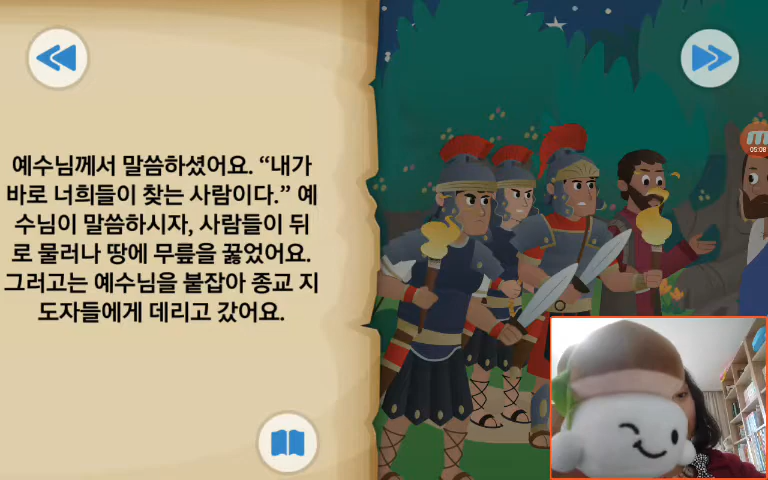 예수님께서 말씀하셨어요. “내가
바로 너희들이 찾는 사람이다.” 예
수님이 말씀하시자, 사람들이 뒤
로 물러나 땅에 무릎을 꿇었어요.
그러고는 예수님을 붙잡아 종교 지
도자들에게 데리고 갔어요.
05:08